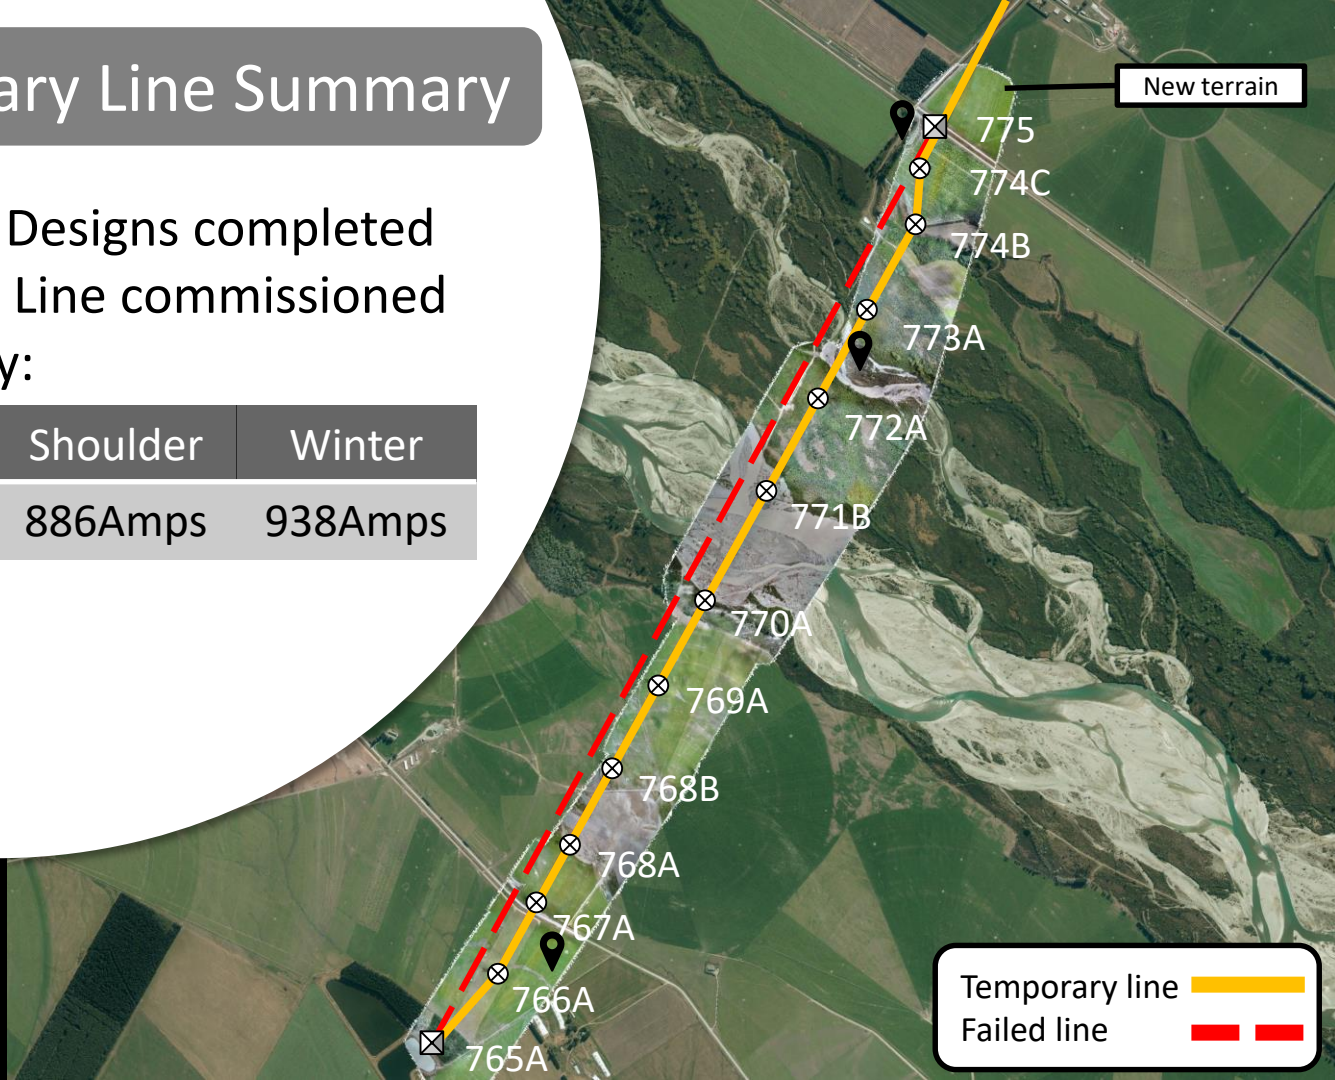 ary Line Summary
Designs completed
Line commissioned
y:
Shoulder Winter
886Amps 938Amps
New terrain
775
774C
774B
773A
772A
771B
770A
769A
768B
768A
767A
766A
765A
Temporary line
Failed line